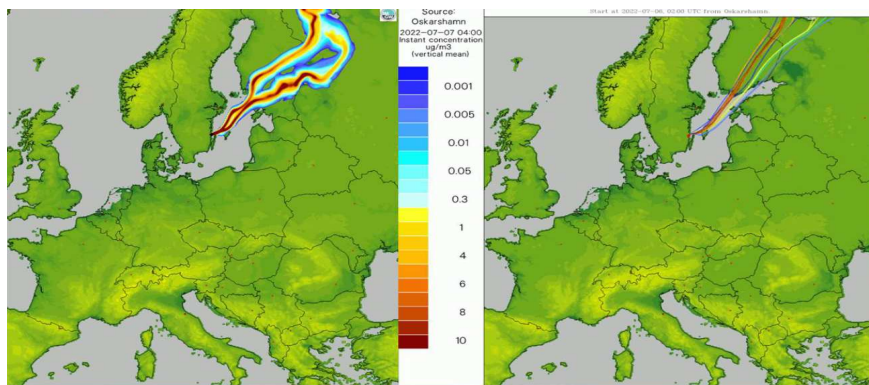 Source:
Oskarshamn
2022-07-07 04:00
Instant concentration
ug/m3
(vertical mean)
0.001
0.005
0.01
0.05
0.3
1
4
6
8
10
Start at 2022-07-06, 02:00 UTC from Oskarshamn.